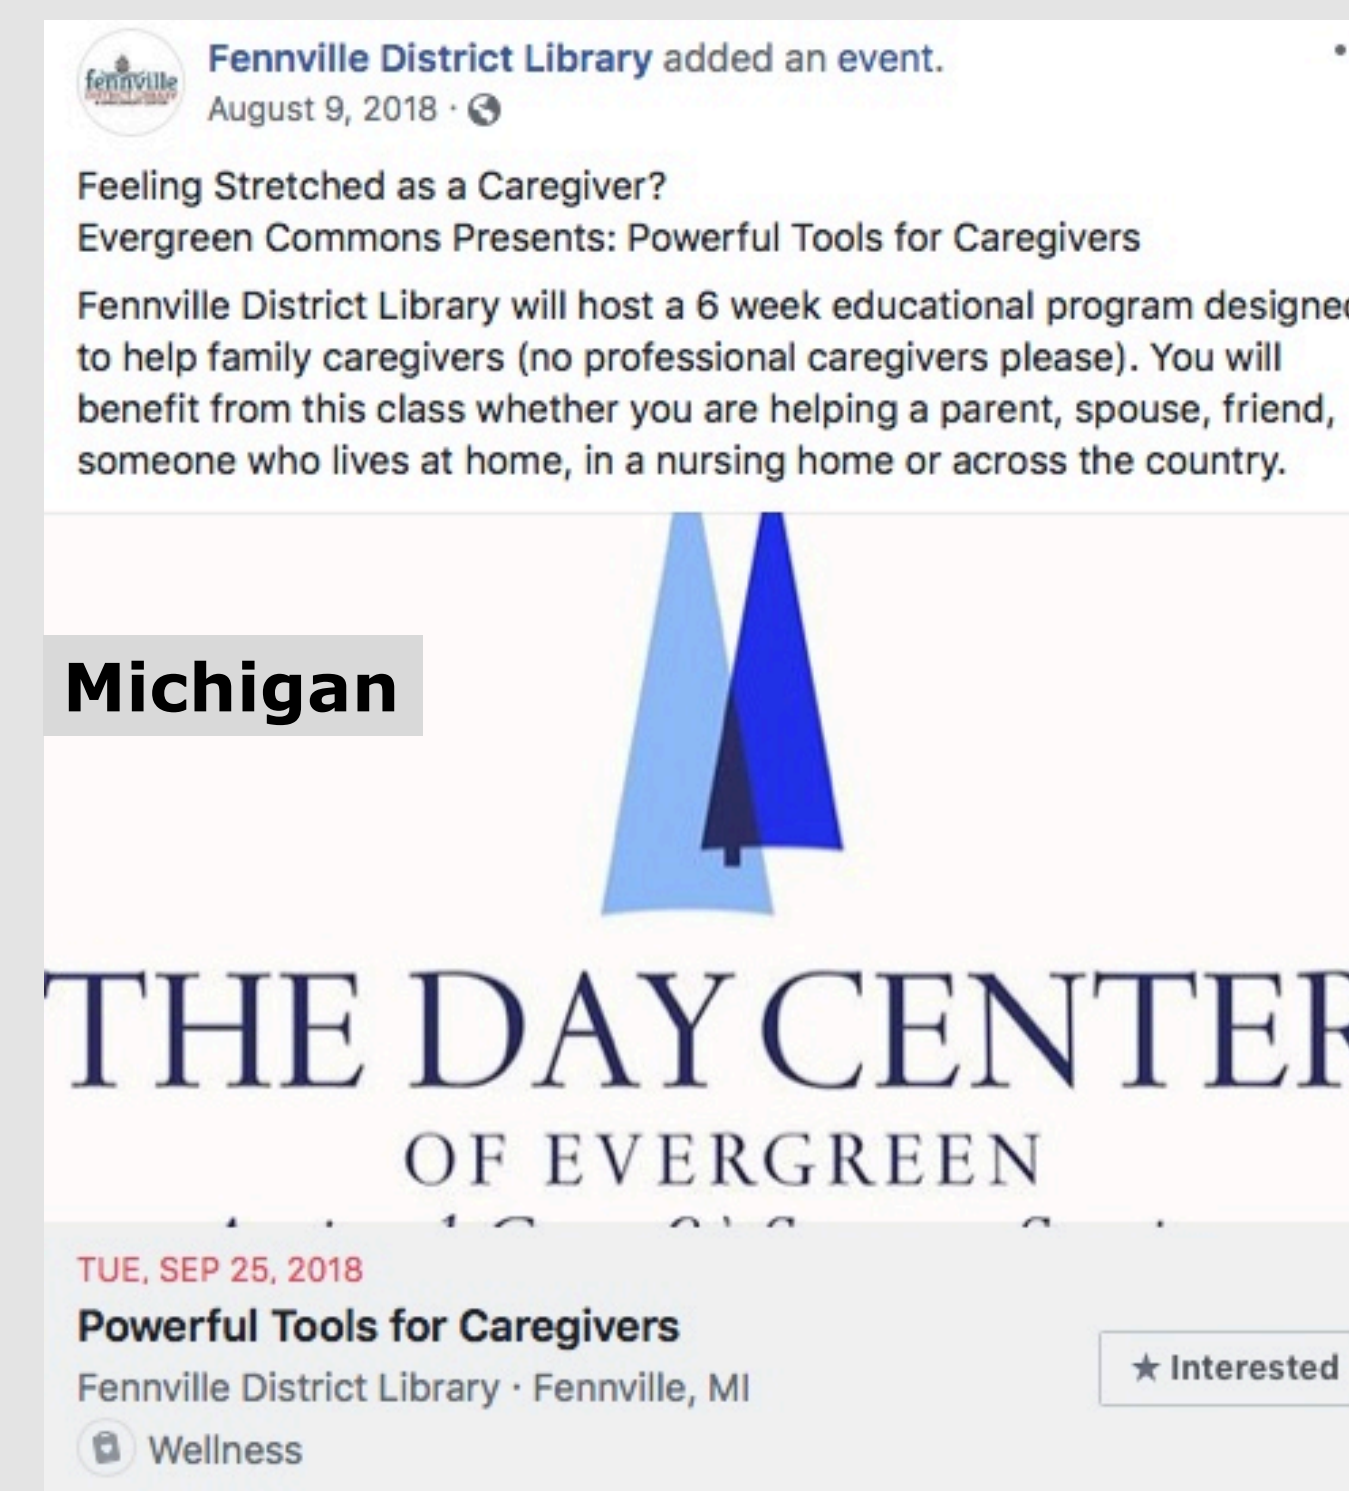 fennville
Fennville District Library added an event.
August 9, 2018 ·
Feeling Stretched as a Caregiver?
Evergreen Commons Presents: Powerful Tools for Caregivers
Fennville District Library will host a 6 week educational program designed
to help family caregivers (no professional caregivers please). You will
benefit from this class whether you are helping a parent, spouse, friend,
someone who lives at home, in a nursing home or across the country.
Michigan
THE DAY CENTER
OF EVERGREEN
TUE, SEP 25, 2018
Powerful Tools for Caregivers
Fennville District Library · Fennville, MI
★ Interested
Wellness